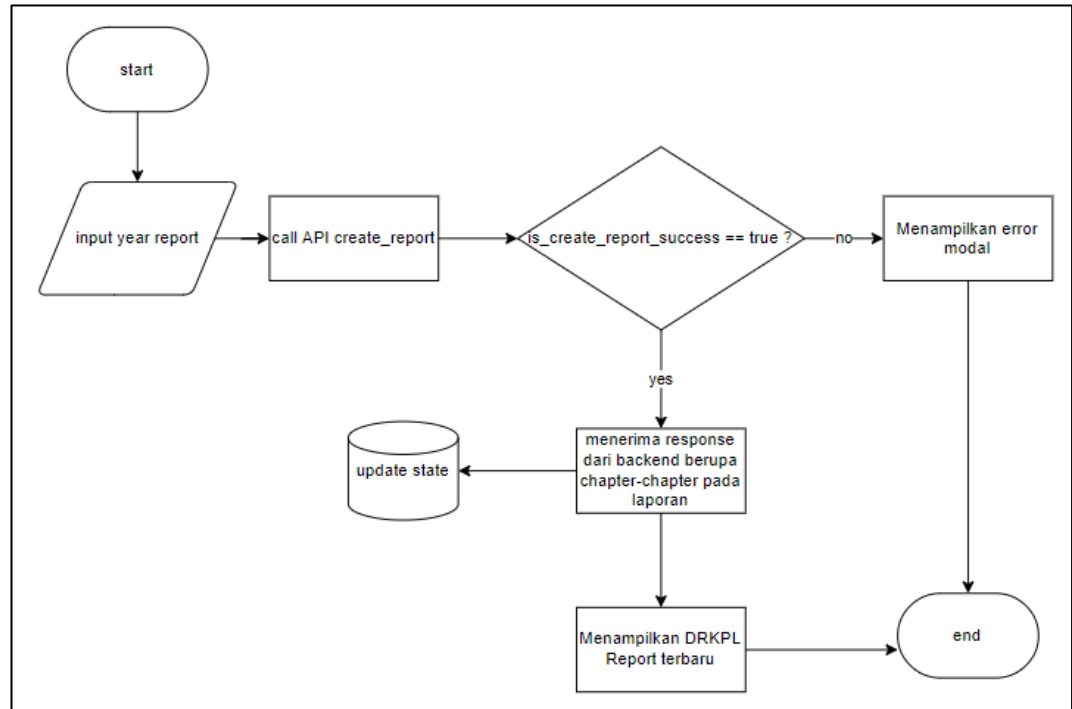 start
input year report
call API create_report
is_create_report_success == true ?
no
Menampilkan error
modal
yes
menerima response
dari backend berupa
chapter-chapter pada
laporan
update state
Menampilkan DRKPL
Report terbaru
end